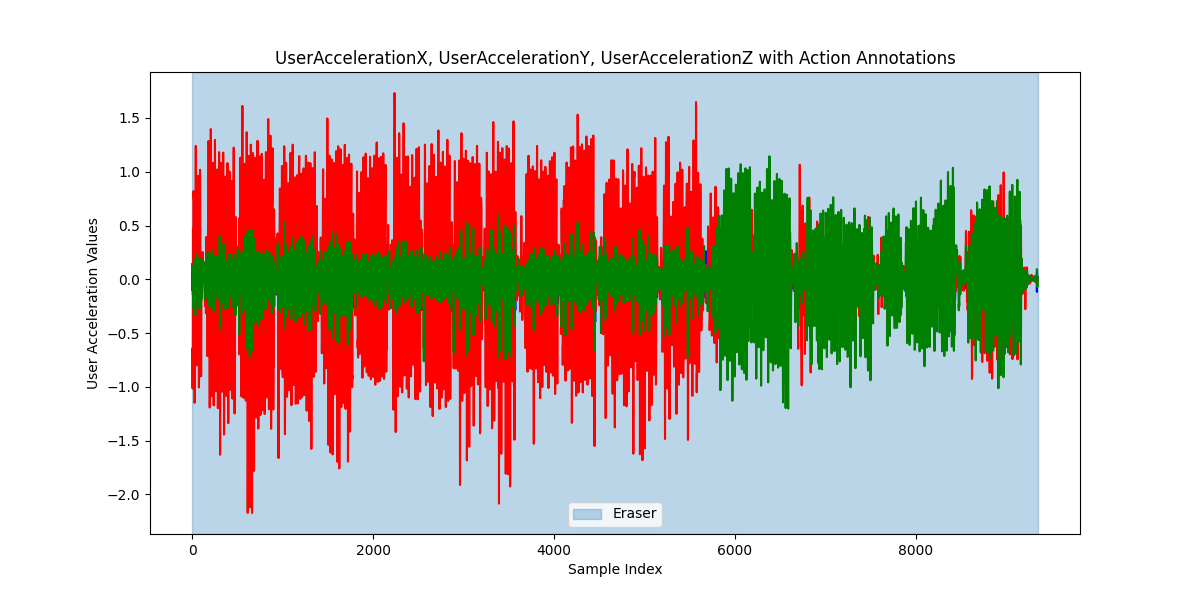 UserAccelerationX, UserAccelerationY, UserAccelerationZ with Action Annotations
User Acceleration Values
1.5
1.0
0.5
0.0
−0.5
−1.0
−1.5
−2.0
Eraser
0 2000 4000 6000 8000
Sample Index